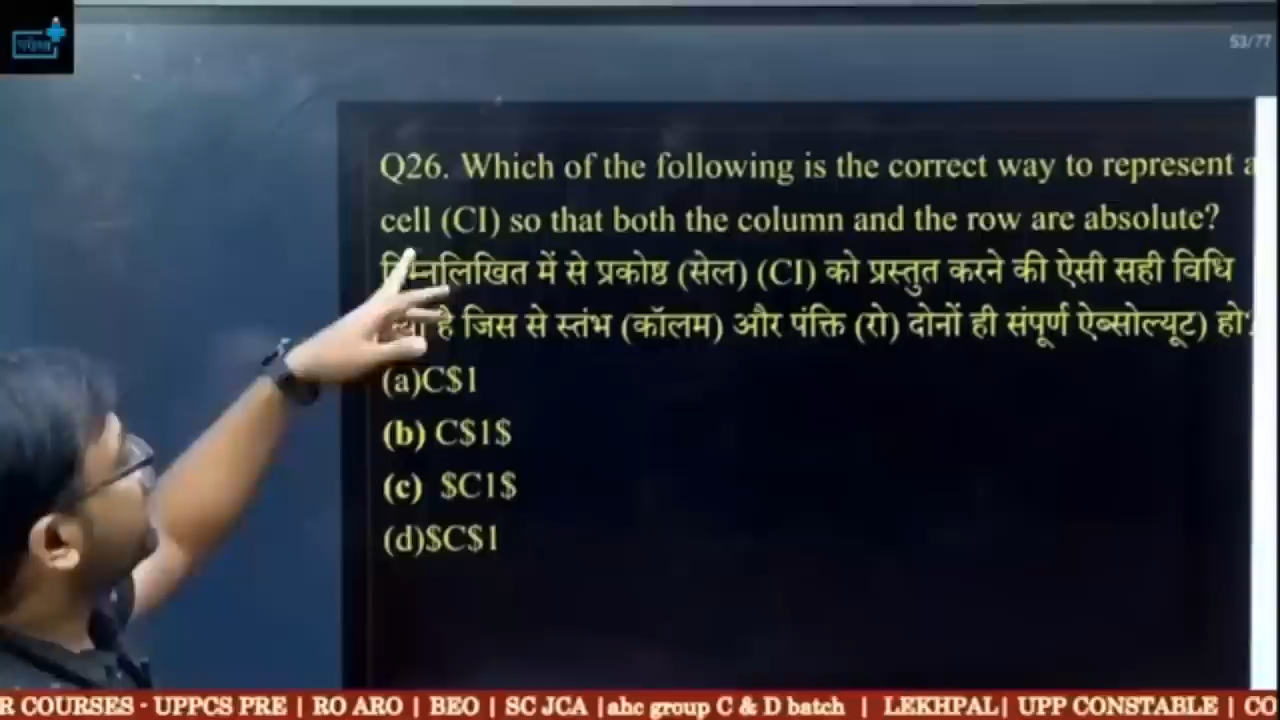 53/77
Q26. Which of the following is the correct way to represent a
cell (CI) so that both the column and the row are absolute?
निम्नलिखित में से प्रकोष्ठ (सेल) (CI) को प्रस्तुत करने की ऐसी सही विधि
है जिस से स्तंभ (कॉलम) और पंक्ति (रो) दोनों ही संपूर्ण ऐब्सोल्यूट) हो
(a)C$1
(b) C$1$
(c) $C1$
(d)$C$1
R COURSES - UPPCS PRE | RO ARO | BEO | SC JCA |abc group C & D batch | LEKHPAL| UPP CONSTABLE | CO